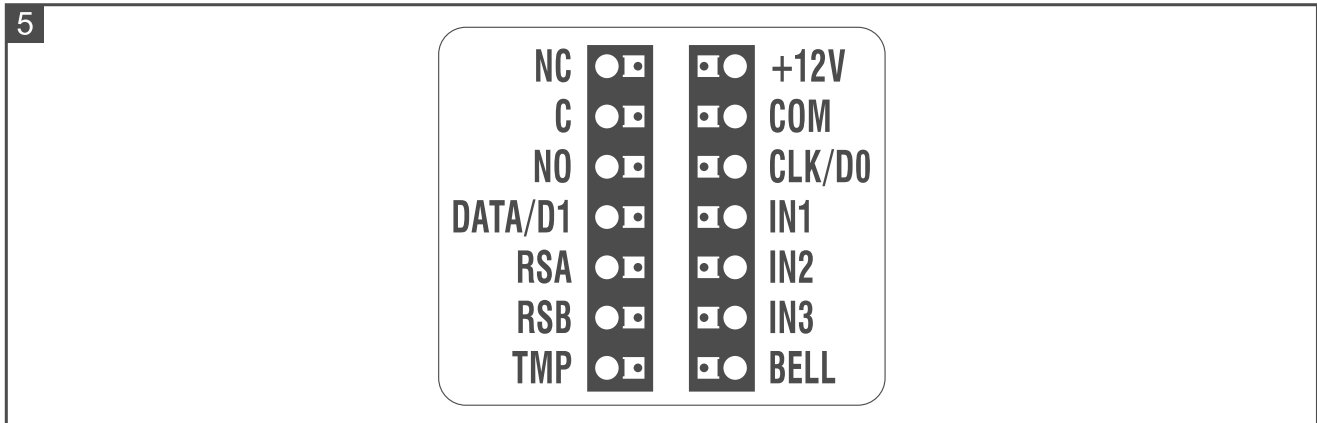 5
NC +12V
C COM
NO CLK/D0
DATA/D1 IN1
RSA IN2
RSB IN3
TMP BELL